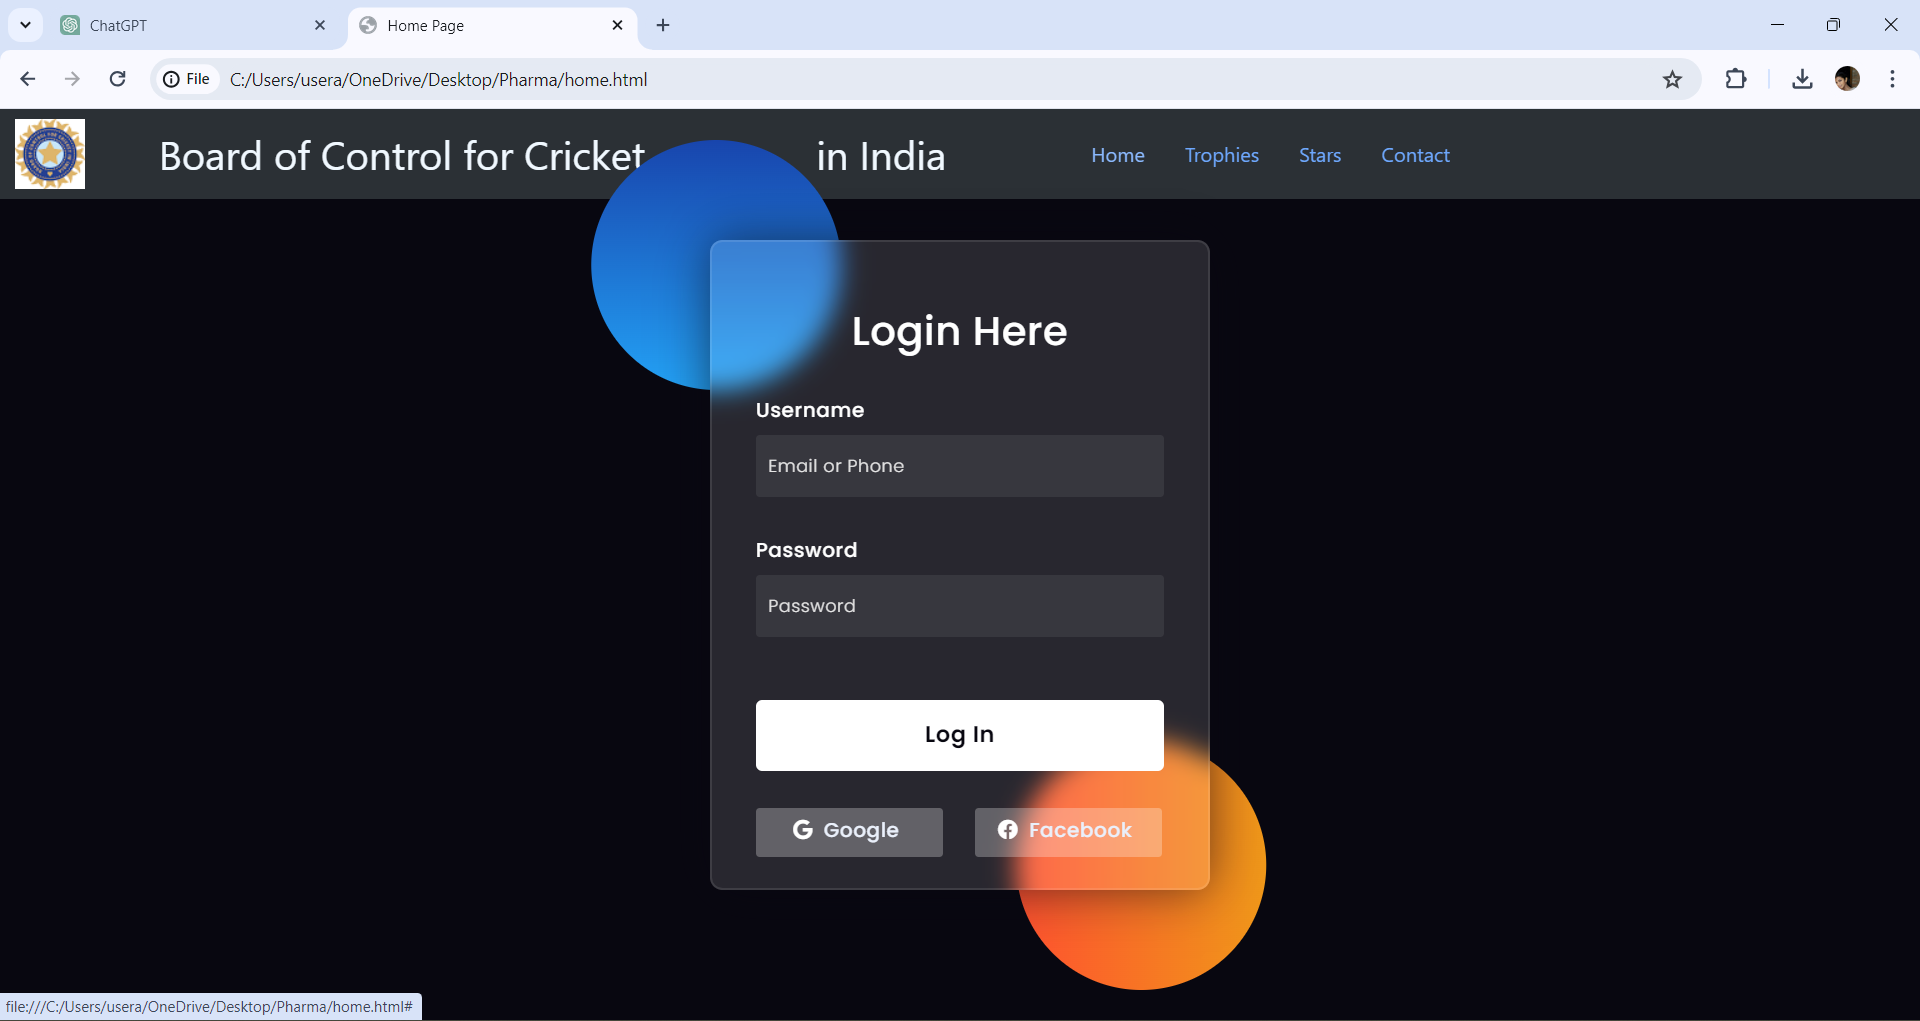 ChatGPT
Home Page
File
C:/Users/usera/OneDrive/Desktop/Pharma/home.html
Board of Control for Cricket in India
Home Trophies Stars Contact
Login Here
Username
Email or Phone
Password
Password
Log In
Google Facebook
file:///C:/Users/usera/OneDrive/Desktop/Pharma/home.html#